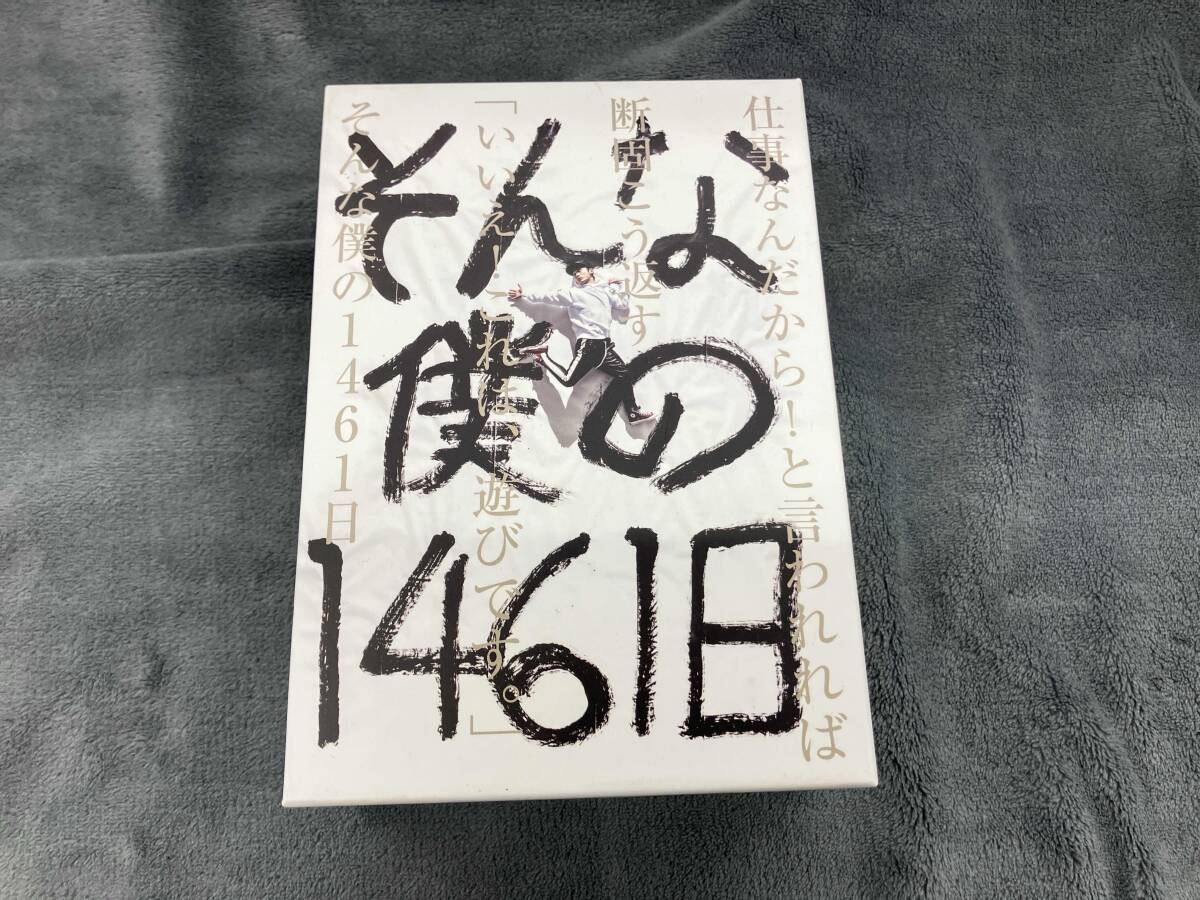 そんな
僕の
1461日
仕事なんだから！と言われれば
断固こう返す
「いいえ！これは、遊びです。」
そんな僕の1461日